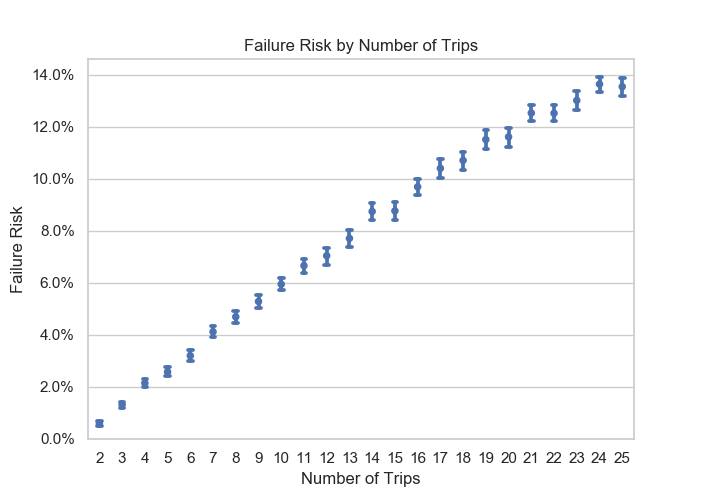 Failure Risk by Number of Trips
14.0%
12.0%
10.0%
8.0%
6.0%
4.0%
2.0%
0.0%
Failure Risk
2 3 4 5 6 7 8 9 10 11 12 13 14 15 16 17 18 19 20 21 22 23 24 25
Number of Trips